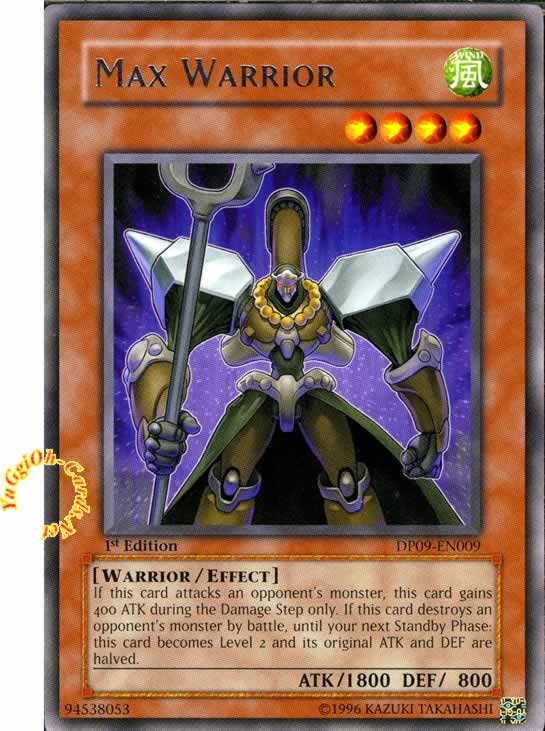 MAX WARRIOR
WIND
風
YuGgiOh-Cards.Net
1st Edition
DP09-EN009
[WARRIOR/EFFECT]
If this card attacks an opponent's monster, this card gains
400 ATK during the Damage Step only. If this card destroys an
opponent's monster by battle, until your next Standby Phase:
this card becomes Level 2 and its original ATK and DEF are
halved.
ATK/1800 DEF/ 800
94538053
©1996 KAZUKI TAKAHASHI